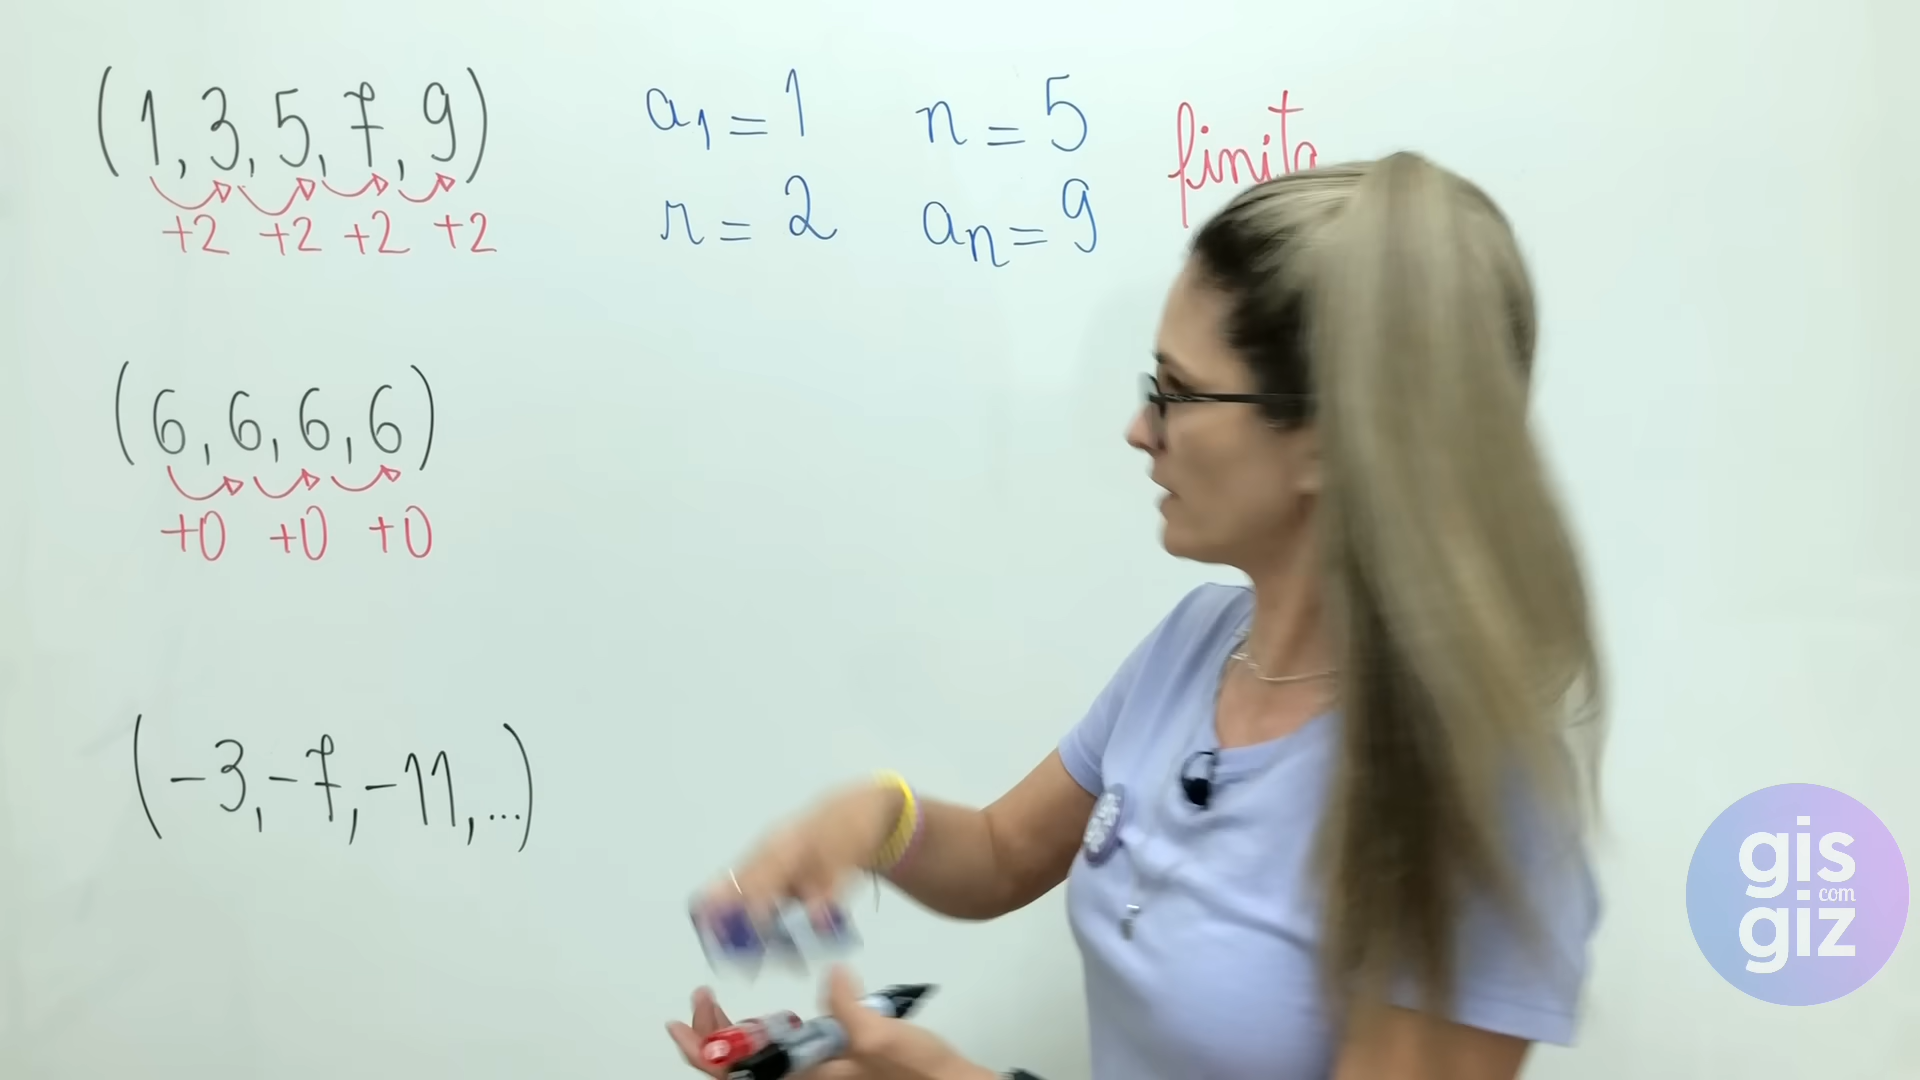 (1, 3, 5, 7, 9)
+2 +2 +2 +2
a1 = 1
r = 2
n = 5
an = 9
finita
(6, 6, 6, 6)
+0 +0 +0
(-3, -7, -11, ...)
gis
com
giz